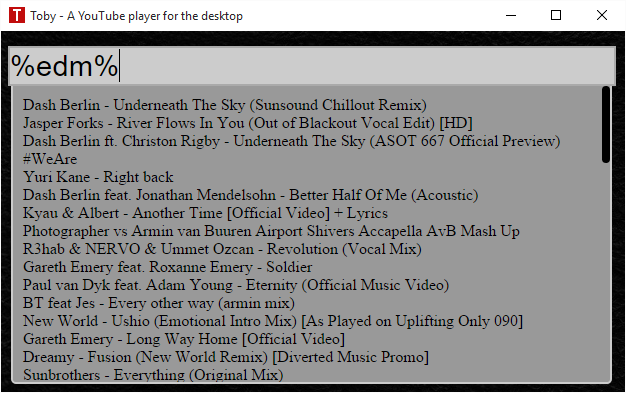 T Toby - A YouTube player for the desktop
%edm%
Dash Berlin - Underneath The Sky (Sunsound Chillout Remix)
Jasper Forks - River Flows In You (Out of Blackout Vocal Edit) [HD]
Dash Berlin ft. Christon Rigby - Underneath The Sky (ASOT 667 Official Preview)
#WeAre
Yuri Kane - Right back
Dash Berlin feat. Jonathan Mendelsohn - Better Half Of Me (Acoustic)
Kyau & Albert - Another Time [Official Video] + Lyrics
Photographer vs Armin van Buuren Airport Shivers Accapella AvB Mash Up
R3hab & NERVO & Ummet Ozcan - Revolution (Vocal Mix)
Gareth Emery feat. Roxanne Emery - Soldier
Paul van Dyk feat. Adam Young - Eternity (Official Music Video)
BT feat Jes - Every other way (armin mix)
New World - Ushio (Emotional Intro Mix) [As Played on Uplifting Only 090]
Gareth Emery - Long Way Home [Official Video]
Dreamy - Fusion (New World Remix) [Diverted Music Promo]
Sunbrothers - Everything (Original Mix)